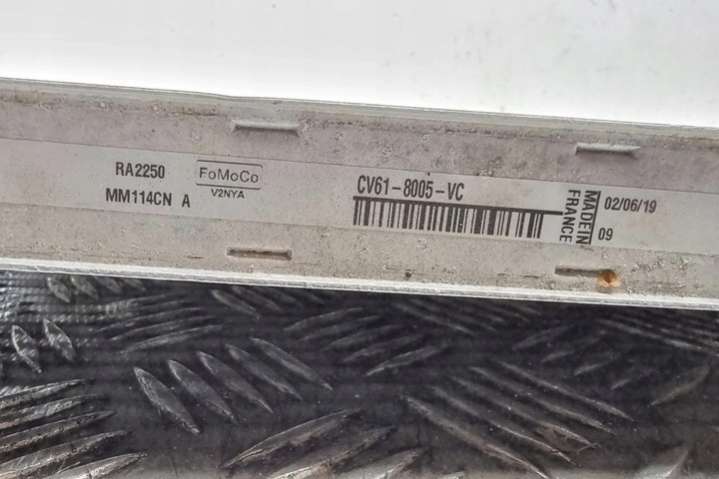 RA2250
MM114CN A
FoMoCo
V2NYA
CV61-8005-VC
MADE IN
FRANCE
02/06/19
09